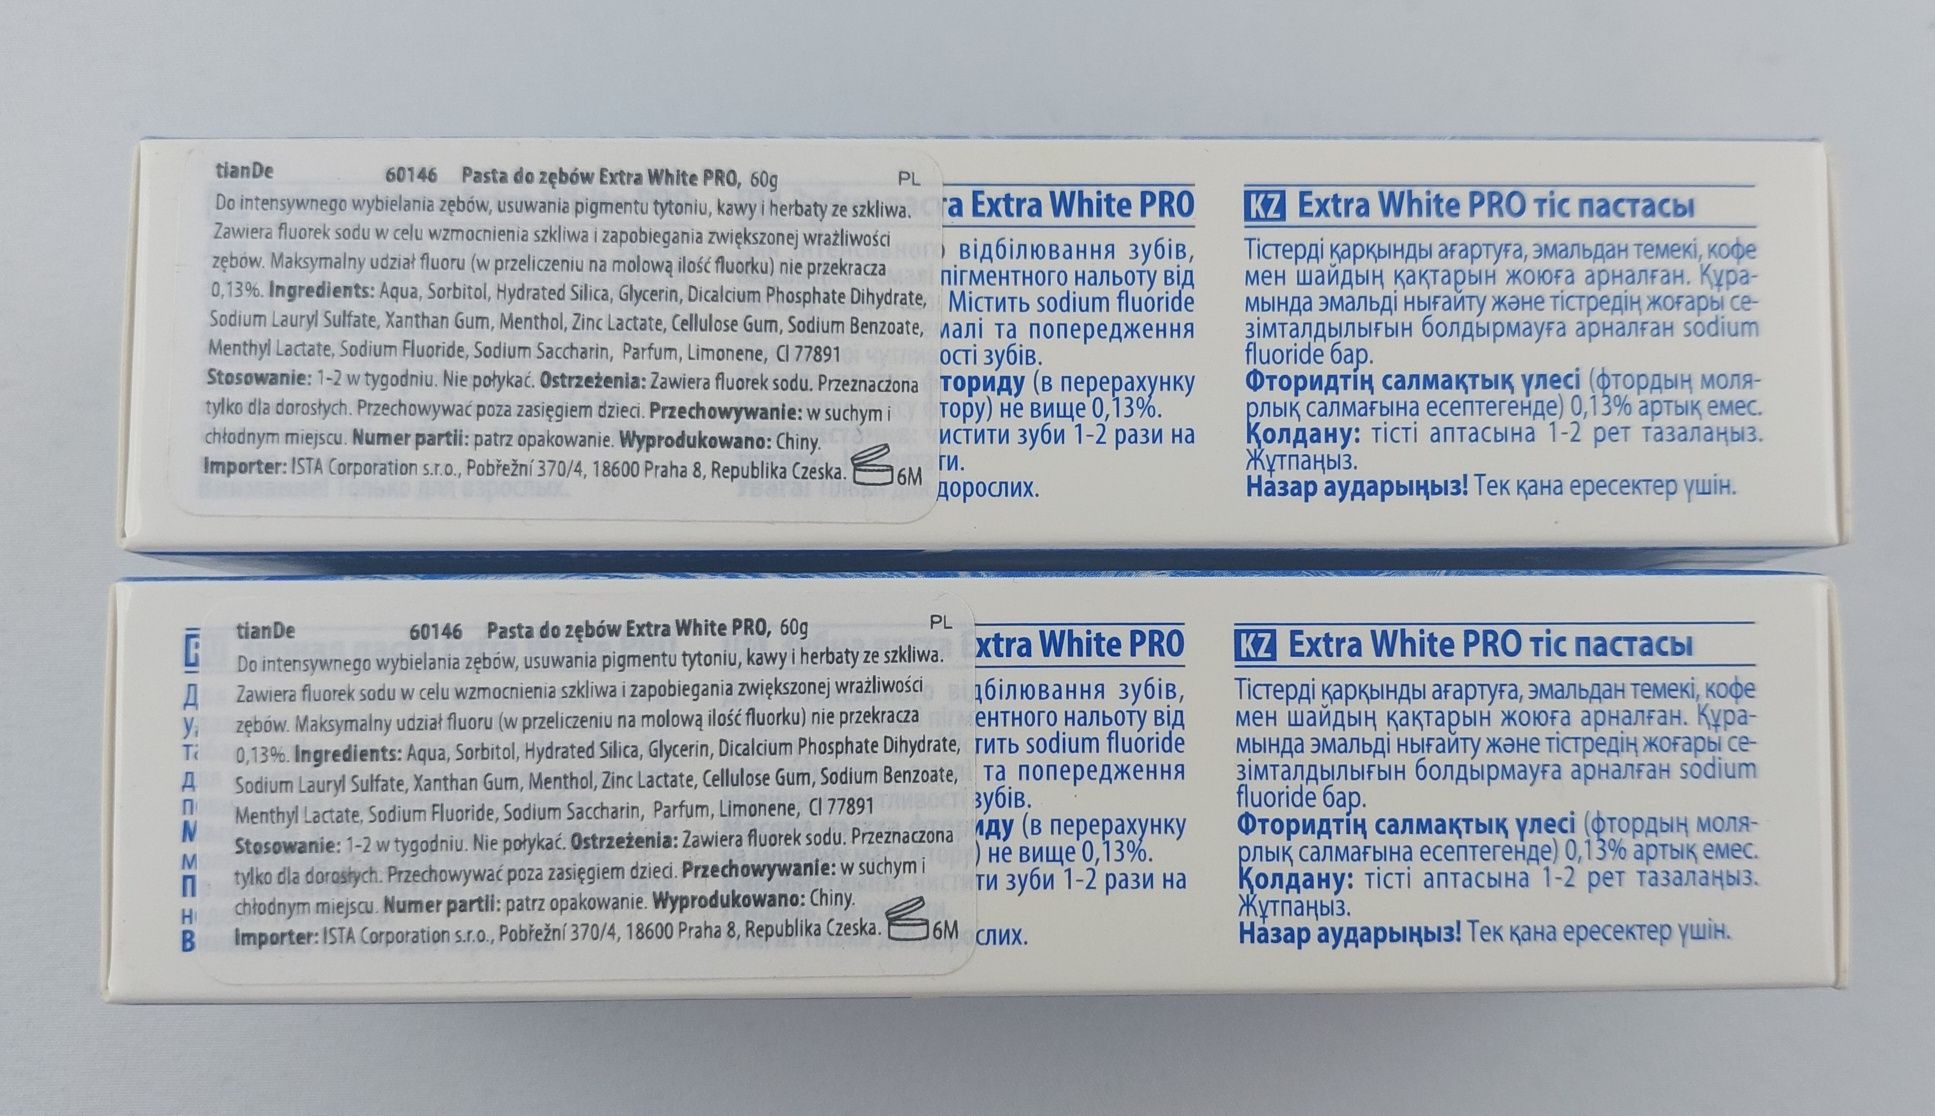 tianDe 60146 Pasta do zębów Extra White PRO, 60g PL
Do intensywnego wybielania zębów, usuwania pigmentu tytoniu, kawy i herbaty ze szkliwa.
Zawiera fluorek sodu w celu wzmocnienia szkliwa i zapobiegania zwiększonej wrażliwości
zębów. Maksymalny udział fluoru (w przeliczeniu na molową ilość fluorku) nie przekracza
0,13%. Ingredients: Aqua, Sorbitol, Hydrated Silica, Glycerin, Dicalcium Phosphate Dihydrate,
Sodium Lauryl Sulfate, Xanthan Gum, Menthol, Zinc Lactate, Cellulose Gum, Sodium Benzoate,
Menthyl Lactate, Sodium Fluoride, Sodium Saccharin, Parfum, Limonene, CI 77891
Stosowanie: 1-2 w tygodniu. Nie połykać. Ostrzeżenia: Zawiera fluorek sodu. Przeznaczona
tylko dla dorosłych. Przechowywać poza zasięgiem dzieci. Przechowywanie: w suchym i
chłodnym miejscu. Numer partii: patrz opakowanie. Wyprodukowano: Chiny.
Importer: ISTA Corporation s.r.o., Pobřežní 370/4, 18600 Praha 8, Republika Czeska. 6M
Extra White PRO
відбілювання зубів,
пігментного нальоту від
Містить sodium fluoride
та попередження
зубів.
(в перерахунку
не вище 0,13%.
зуби 1-2 рази на
дорослих.
KZ Extra White PRO тіс пастасы
Тістерді қарқынды ағартуға, эмальдан темекі, кофе
мен шайдың қақтарын жоюға арналған. Құра-
мында эмальді нығайту және тістредің жоғары се-
зімталдылығын болдырмауға арналған sodium
fluoride бар.
Фторидтің салмақтық үлесі (фтордың моля-
рлық салмағына есептегенде) 0,13% артық емес.
Қолдану: тісті аптасына 1-2 рет тазалаңыз.
Жұтпаңыз.
Назар аударыңыз! Тек қана ересектер үшін.
tianDe 60146 Pasta do zębów Extra White PRO, 60g PL
Do intensywnego wybielania zębów, usuwania pigmentu tytoniu, kawy i herbaty ze szkliwa.
Zawiera fluorek sodu w celu wzmocnienia szkliwa i zapobiegania zwiększonej wrażliwości
zębów. Maksymalny udział fluoru (w przeliczeniu na molową ilość fluorku) nie przekracza
0,13%. Ingredients: Aqua, Sorbitol, Hydrated Silica, Glycerin, Dicalcium Phosphate Dihydrate,
Sodium Lauryl Sulfate, Xanthan Gum, Menthol, Zinc Lactate, Cellulose Gum, Sodium Benzoate,
Menthyl Lactate, Sodium Fluoride, Sodium Saccharin, Parfum, Limonene, CI 77891
Stosowanie: 1-2 w tygodniu. Nie połykać. Ostrzeżenia: Zawiera fluorek sodu. Przeznaczona
tylko dla dorosłych. Przechowywać poza zasięgiem dzieci. Przechowywanie: w suchym i
chłodnym miejscu. Numer partii: patrz opakowanie. Wyprodukowano: Chiny.
Importer: ISTA Corporation s.r.o., Pobřežní 370/4, 18600 Praha 8, Republika Czeska. 6M
White PRO
зубів,
нальоту від
sodium fluoride
та попередження
зубів.
(в перерахунку
не вище 0,13%.
зуби 1-2 рази на
KZ Extra White PRO тіс пастасы
Тістерді қарқынды ағартуға, эмальдан темекі, кофе
мен шайдың қақтарын жоюға арналған. Құра-
мында эмальді нығайту және тістредің жоғары се-
зімталдылығын болдырмауға арналған sodium
fluoride бар.
Фторидтің салмақтық үлесі (фтордың моля-
рлық салмағына есептегенде) 0,13% артық емес.
Қолдану: тісті аптасына 1-2 рет тазалаңыз.
Жұтпаңыз.
Назар аударыңыз! Тек қана ересектер үшін.